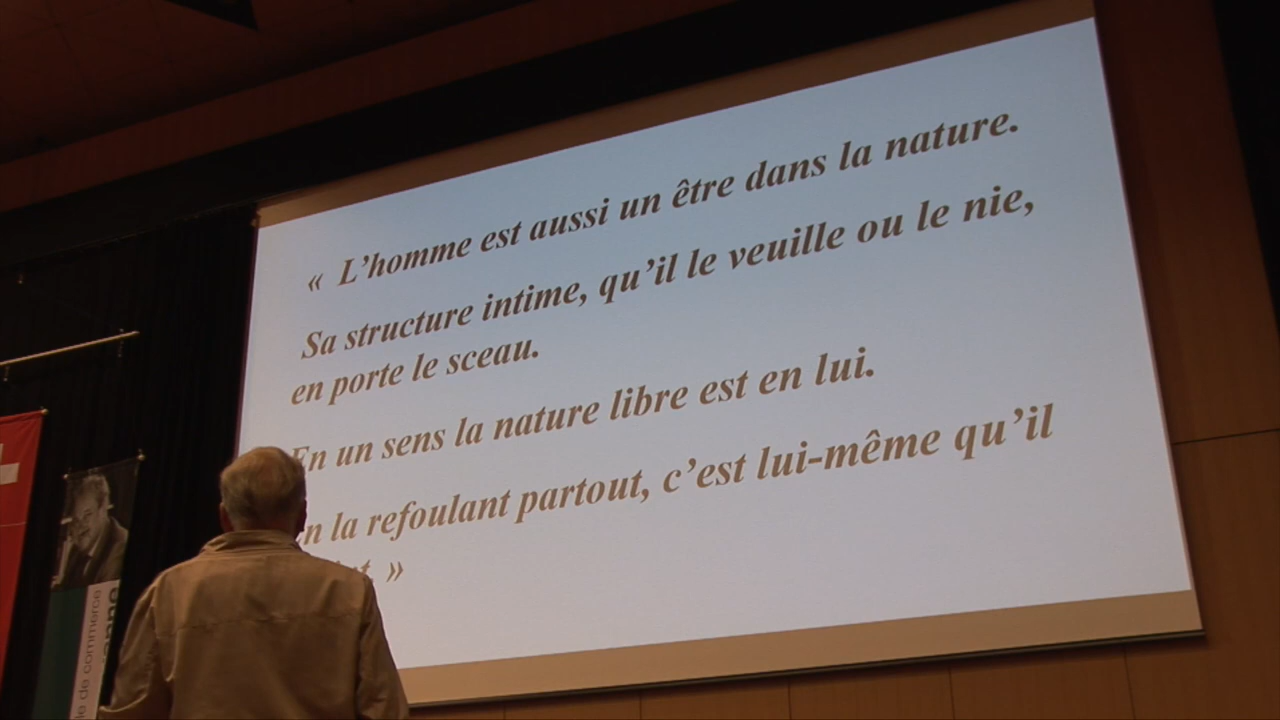 « L’homme est aussi un être dans la nature.
Sa structure intime, qu’il le veuille ou le nie,
en porte le sceau.
En un sens la nature libre est en lui.
la refoulant partout, c’est lui-même qu’il
»
de commerce